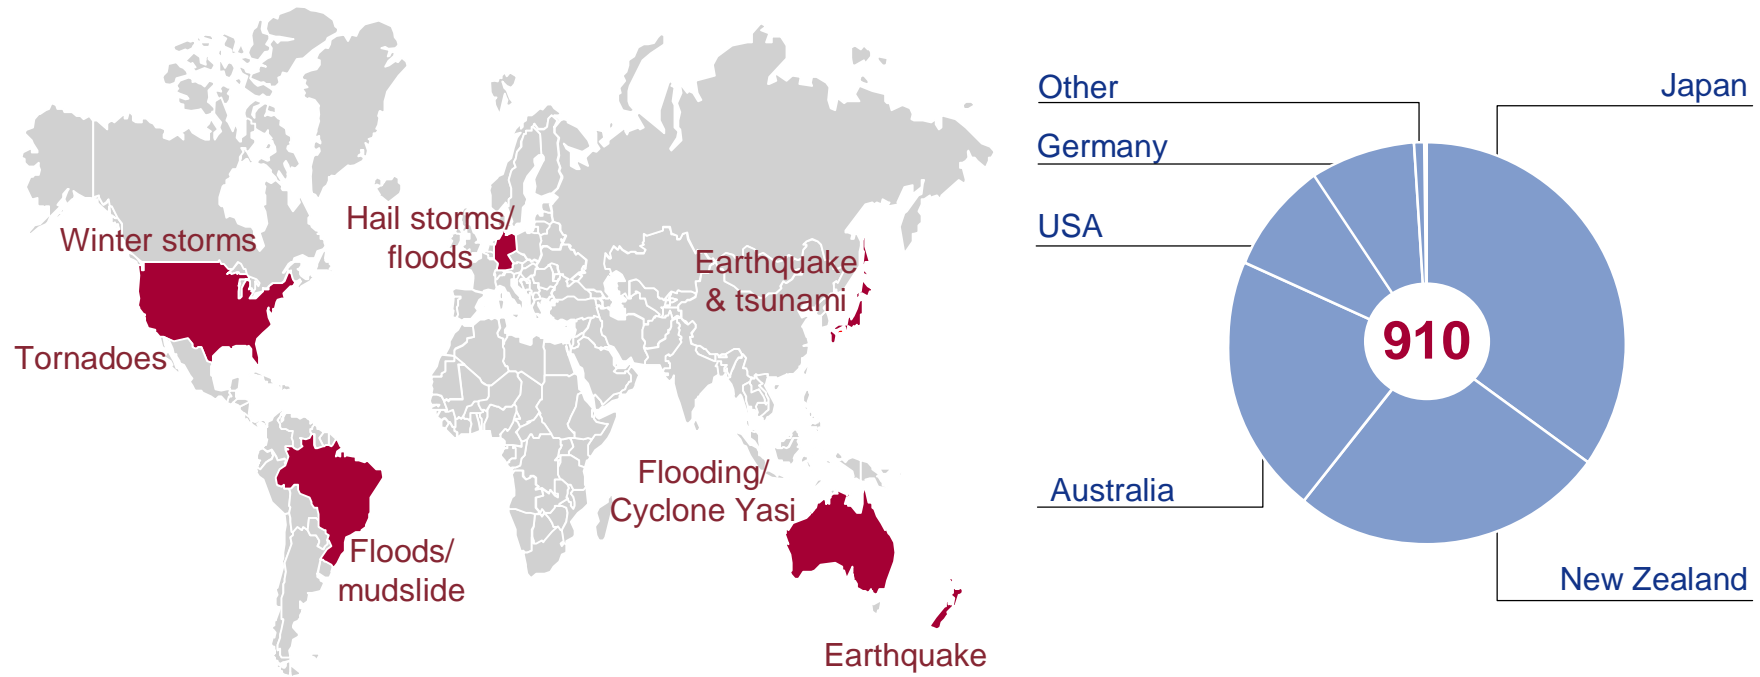 Winter storms
Tornadoes
Hail storms/
floods
Earthquake
& tsunami
Floods/
mudslide
Flooding/
Cyclone Yasi
Earthquake
Other
Germany
USA
Australia
Japan
New Zealand
910